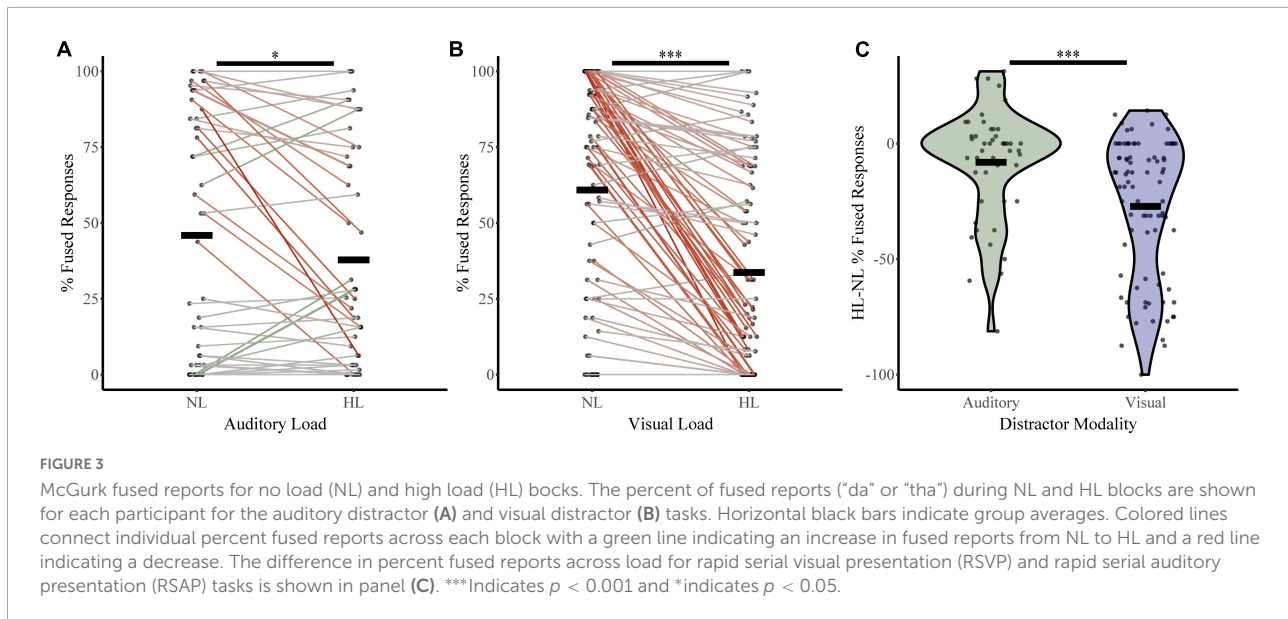 A
B
C
*
***
***
100
75
50
25
0
% Fused Responses
NL
HL
Auditory Load
100
75
50
25
0
% Fused Responses
NL
HL
Visual Load
0
-50
-100
HL-NL % Fused Responses
Auditory
Visual
Distractor Modality
FIGURE 3
McGurk fused reports for no load (NL) and high load (HL) bocks. The percent of fused reports (“da” or “tha”) during NL and HL blocks are shown
for each participant for the auditory distractor (A) and visual distractor (B) tasks. Horizontal black bars indicate group averages. Colored lines
connect individual percent fused reports across each block with a green line indicating an increase in fused reports from NL to HL and a red line
indicating a decrease. The difference in percent fused reports across load for rapid serial visual presentation (RSVP) and rapid serial auditory
presentation (RSAP) tasks is shown in panel (C). ***Indicates p < 0.001 and *indicates p < 0.05.